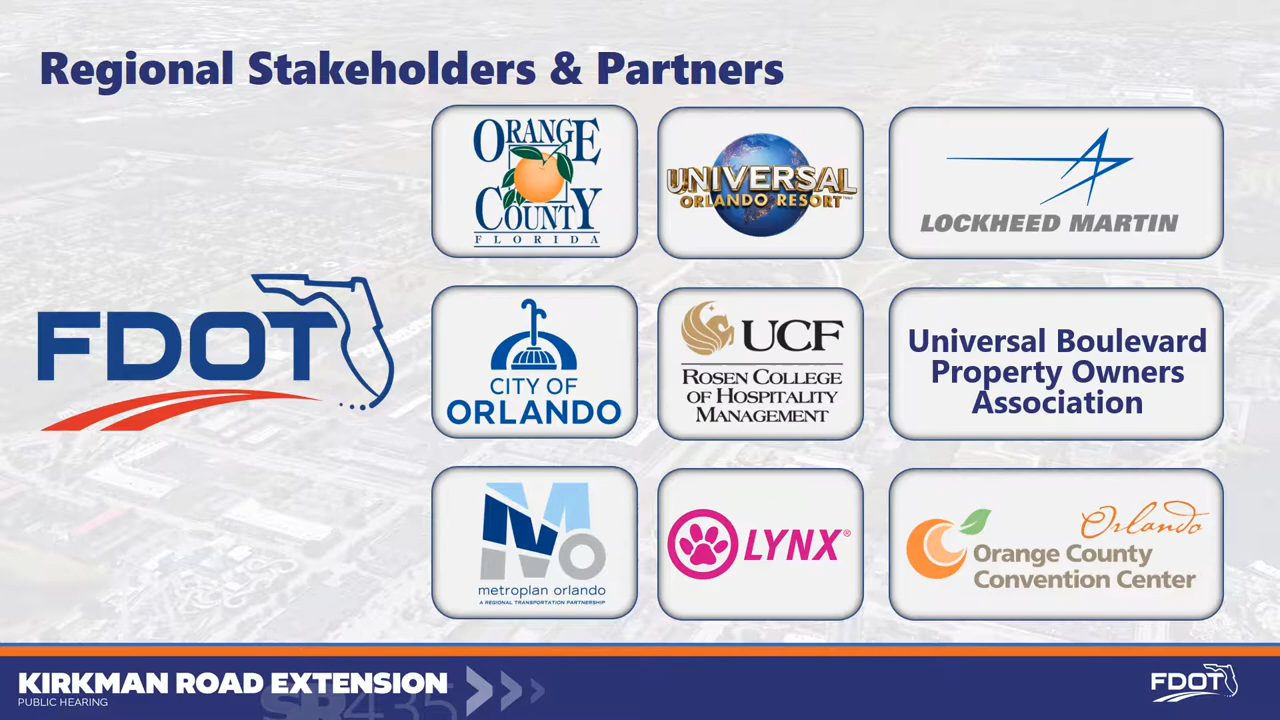 Regional Stakeholders & Partners
FDOT
ORANGE
COUNTY
FLORIDA
UNIVERSAL
ORLANDO RESORT
LOCKHEED MARTIN
CITY OF
ORLANDO
UCF
ROSEN COLLEGE
OF HOSPITALITY
MANAGEMENT
Universal Boulevard
Property Owners
Association
metroplan orlando
A REGIONAL TRANSPORTATION PARTNERSHIP
LYNX®
Orlando
Orange County
Convention Center
KIRKMAN ROAD EXTENSION
PUBLIC HEARING
SR435
FDOT